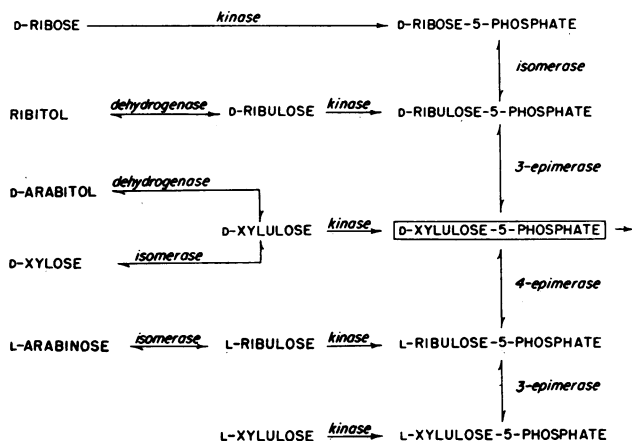 kinase
D-RIBOSE D-RIBOSE-5-PHOSPHATE
isomerase
dehydrogenase kinase
RIBITOL D-RIBULOSE D-RIBULOSE-5-PHOSPHATE
3-epimerase
dehydrogenase
D-ARABITOL
kinase
D-XYLULOSE D-XYLULOSE-5-PHOSPHATE
isomerase
D-XYLOSE
4-epimerase
isomerase kinase
L-ARABINOSE L-RIBULOSE L-RIBULOSE-5-PHOSPHATE
3-epimerase
kinase
L-XYLULOSE L-XYLULOSE-5-PHOSPHATE